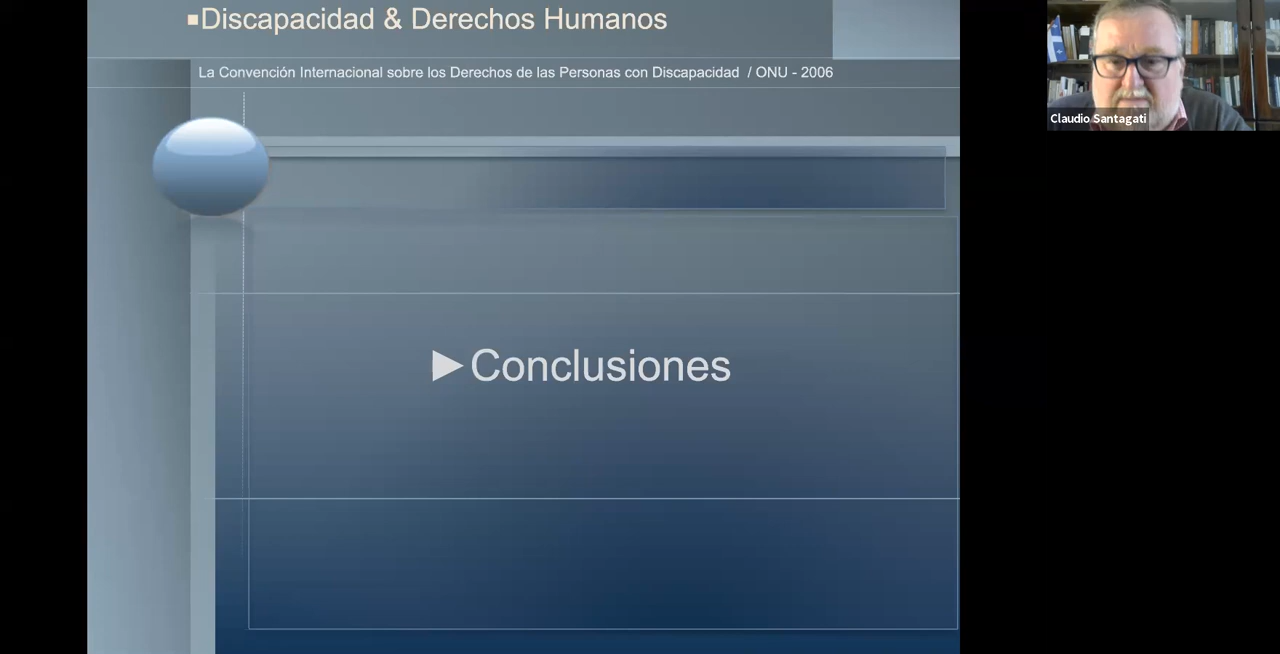 ▪Discapacidad & Derechos Humanos
La Convención Internacional sobre los Derechos de las Personas con Discapacidad / ONU - 2006
►Conclusiones
Claudio Santagati